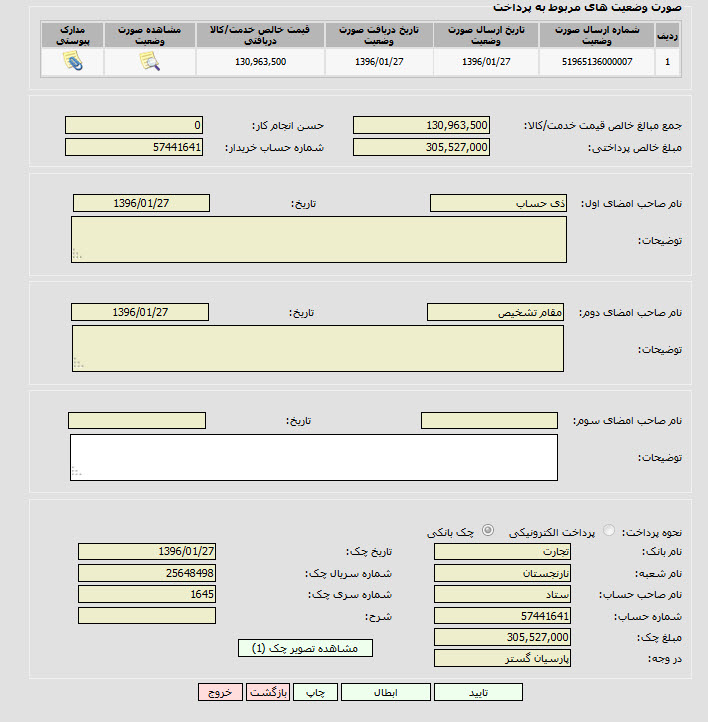 صورت وضعیت های مربوط به پرداخت
ردیف شماره ارسال صورت وضعیت تاریخ ارسال صورت وضعیت تاریخ دریافت صورت وضعیت قیمت خالص خدمت/کالا دریافتی مشاهده صورت وضعیت مدارک پیوستی
1 51965136000007 1396/01/27 1396/01/27 130,963,500
جمع مبالغ خالص قیمت خدمت/کالا: 130,963,500 حسن انجام کار: 0
مبلغ خالص پرداختی: 305,527,000 شماره حساب خریدار: 57441641
نام صاحب امضای اول: ذی حساب تاریخ: 1396/01/27
توضیحات:
نام صاحب امضای دوم: مقام تشخیص تاریخ: 1396/01/27
توضیحات:
نام صاحب امضای سوم: تاریخ:
توضیحات:
نحوه پرداخت: پرداخت الکترونیکی چک بانکی
نام بانک: تجارت تاریخ چک: 1396/01/27
نام شعبه: نارنجستان شماره سریال چک: 25648498
نام صاحب حساب: ستاد شماره سری چک: 1645
شماره حساب: 57441641 شرح:
مبلغ چک: 305,527,000
مشاهده تصویر چک (1)
در وجه: پارسیان گستر
تایید ابطال چاپ بازگشت خروج